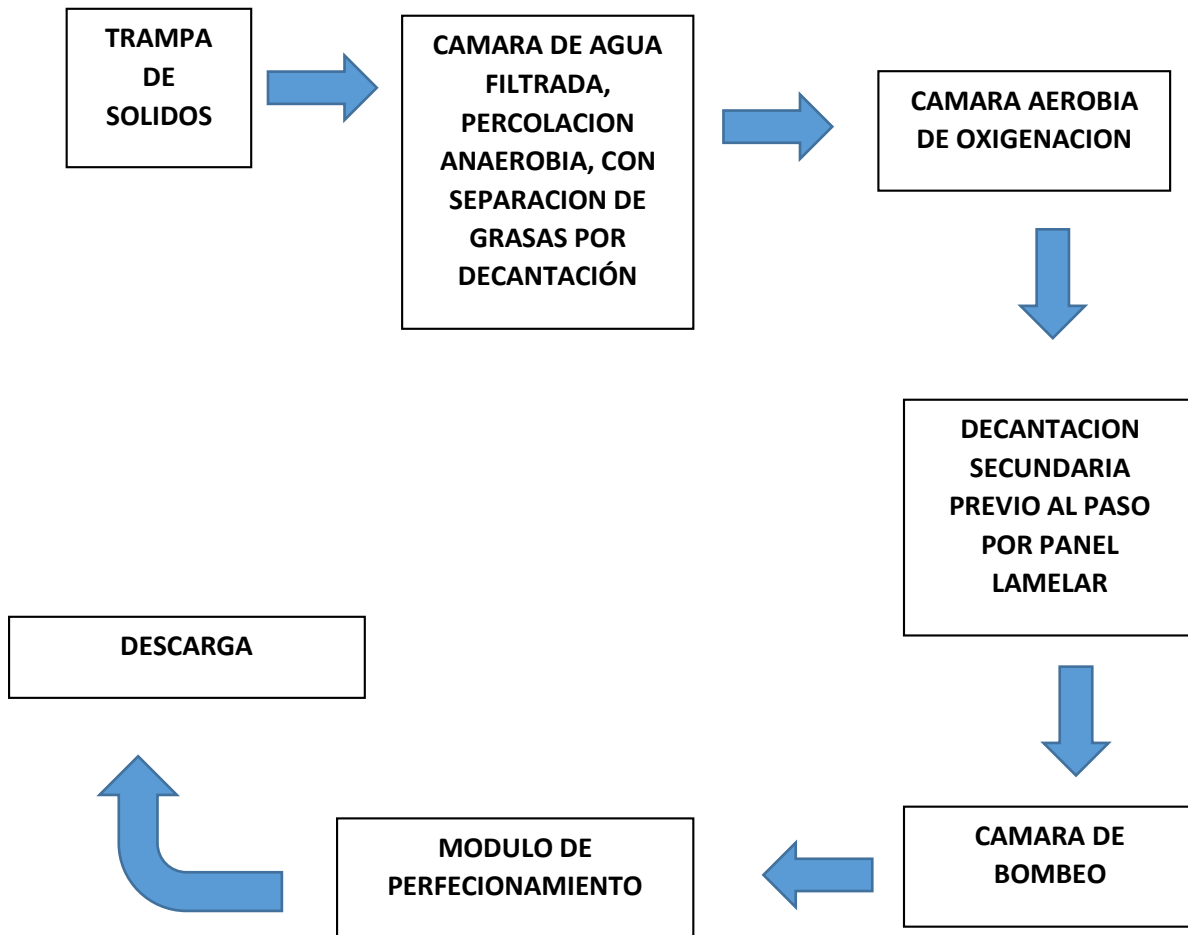 TRAMPA
DE
SOLIDOS
CAMARA DE AGUA
FILTRADA,
PERCOLACION
ANAEROBIA, CON
SEPARACION DE
GRASAS POR
DECANTACIÓN
CAMARA AEROBIA
DE OXIGENACION
DECANTACION
SECUNDARIA
PREVIO AL PASO
POR PANEL
LAMELAR
CAMARA DE
BOMBEO
MODULO DE
PERFECIONAMIENTO
DESCARGA